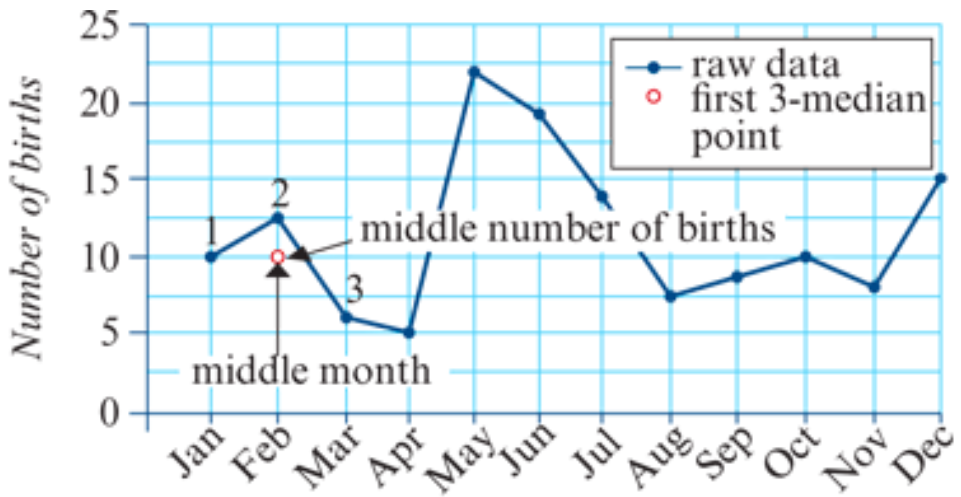 25
20
15
10
5
0
Number of births
raw data
first 3-median
point
1
2
3
middle number of births
middle month
Jan
Feb
Mar
Apr
May
Jun
Jul
Aug
Sep
Oct
Nov
Dec